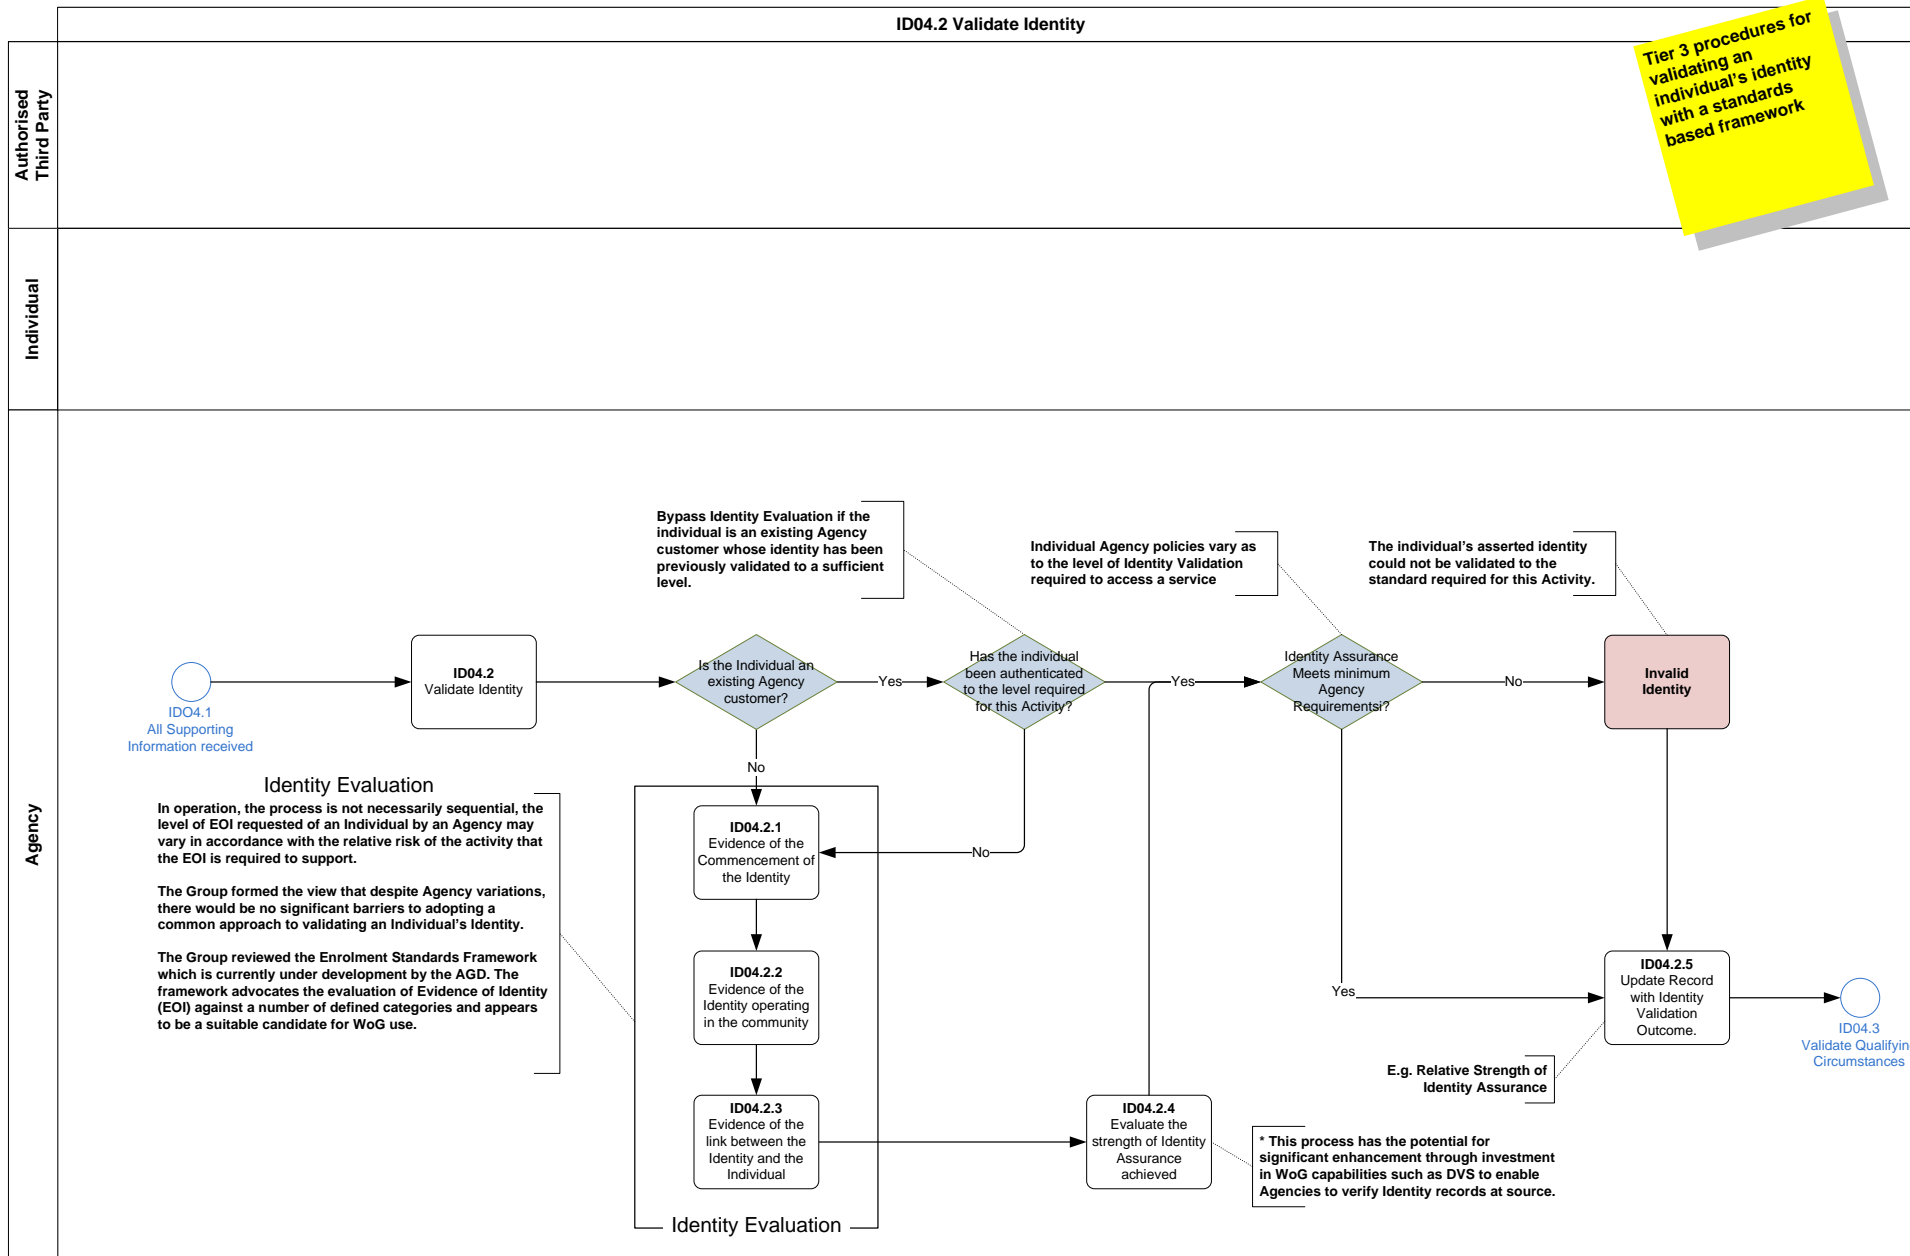 ID04.2 Validate Identity
Tier 3 procedures for
validating an
individual's identity
with a standards
based framework
Authorised
Third Party
Individual
Agency
Bypass Identity Evaluation if the
individual is an existing Agency
customer whose identity has been
previously validated to a sufficient
level.
Individual Agency policies vary as
to the level of Identity Validation
required to access a service
The individual's asserted identity
could not be validated to the
standard required for this Activity.
IDO4.1
All Supporting
Information received
ID04.2
Validate Identity
Is the Individual an
existing Agency
customer?
Yes
Has the individual
been authenticated
to the level required
for this Activity?
Yes
Identity Assurance
Meets minimum
Agency
Requirementsi?
No
Invalid
Identity
No
Identity Evaluation
In operation, the process is not necessarily sequential, the
level of EOI requested of an Individual by an Agency may
vary in accordance with the relative risk of the activity that
the EOI is required to support.
The Group formed the view that despite Agency variations,
there would be no significant barriers to adopting a
common approach to validating an Individual's Identity.
The Group reviewed the Enrolment Standards Framework
which is currently under development by the AGD. The
framework advocates the evaluation of Evidence of Identity
(EOI) against a number of defined categories and appears
to be a suitable candidate for WoG use.
ID04.2.1
Evidence of the
Commencement of
the Identity
No
ID04.2.2
Evidence of the
Identity operating
in the community
ID04.2.3
Evidence of the
link between the
Identity and the
Individual
Identity Evaluation
ID04.2.4
Evaluate the
strength of Identity
Assurance
achieved
* This process has the potential for
significant enhancement through investment
in WoG capabilities such as DVS to enable
Agencies to verify Identity records at source.
Yes
ID04.2.5
Update Record
with Identity
Validation
Outcome.
E.g. Relative Strength of
Identity Assurance
ID04.3
Validate Qualifyin
Circumstances